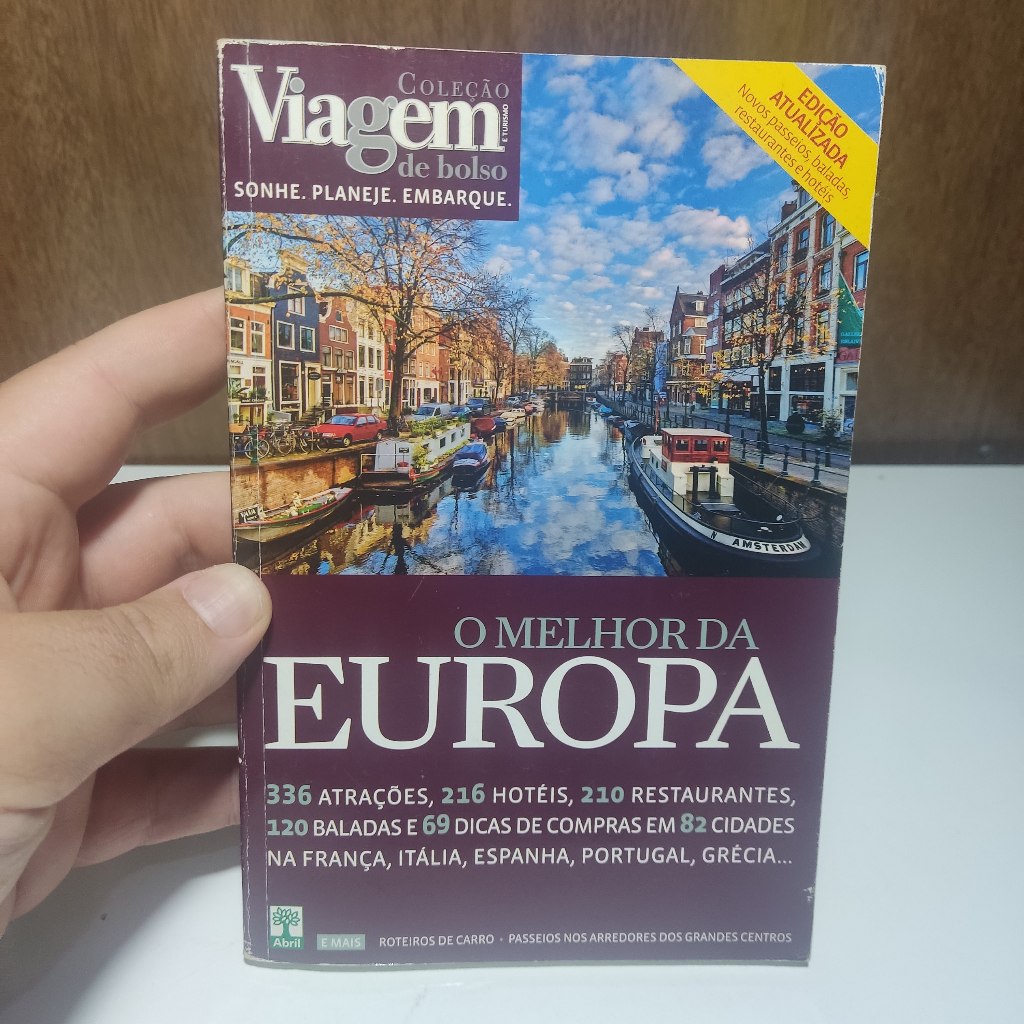 COLEÇÃO
Viagem
E TURISMO
de bolso
SONHE. PLANEJE. EMBARQUE.
EDIÇÃO
ATUALIZADA
Novos passeios, baladas,
restaurantes e hotéis
AMSTERDAM
O MELHOR DA
EUROPA
336 ATRAÇÕES, 216 HOTÉIS, 210 RESTAURANTES,
120 BALADAS E 69 DICAS DE COMPRAS EM 82 CIDADES
NA FRANÇA, ITÁLIA, ESPANHA, PORTUGAL, GRÉCIA...
Abril
E MAIS ROTEIROS DE CARRO · PASSEIOS NOS ARREDORES DOS GRANDES CENTROS